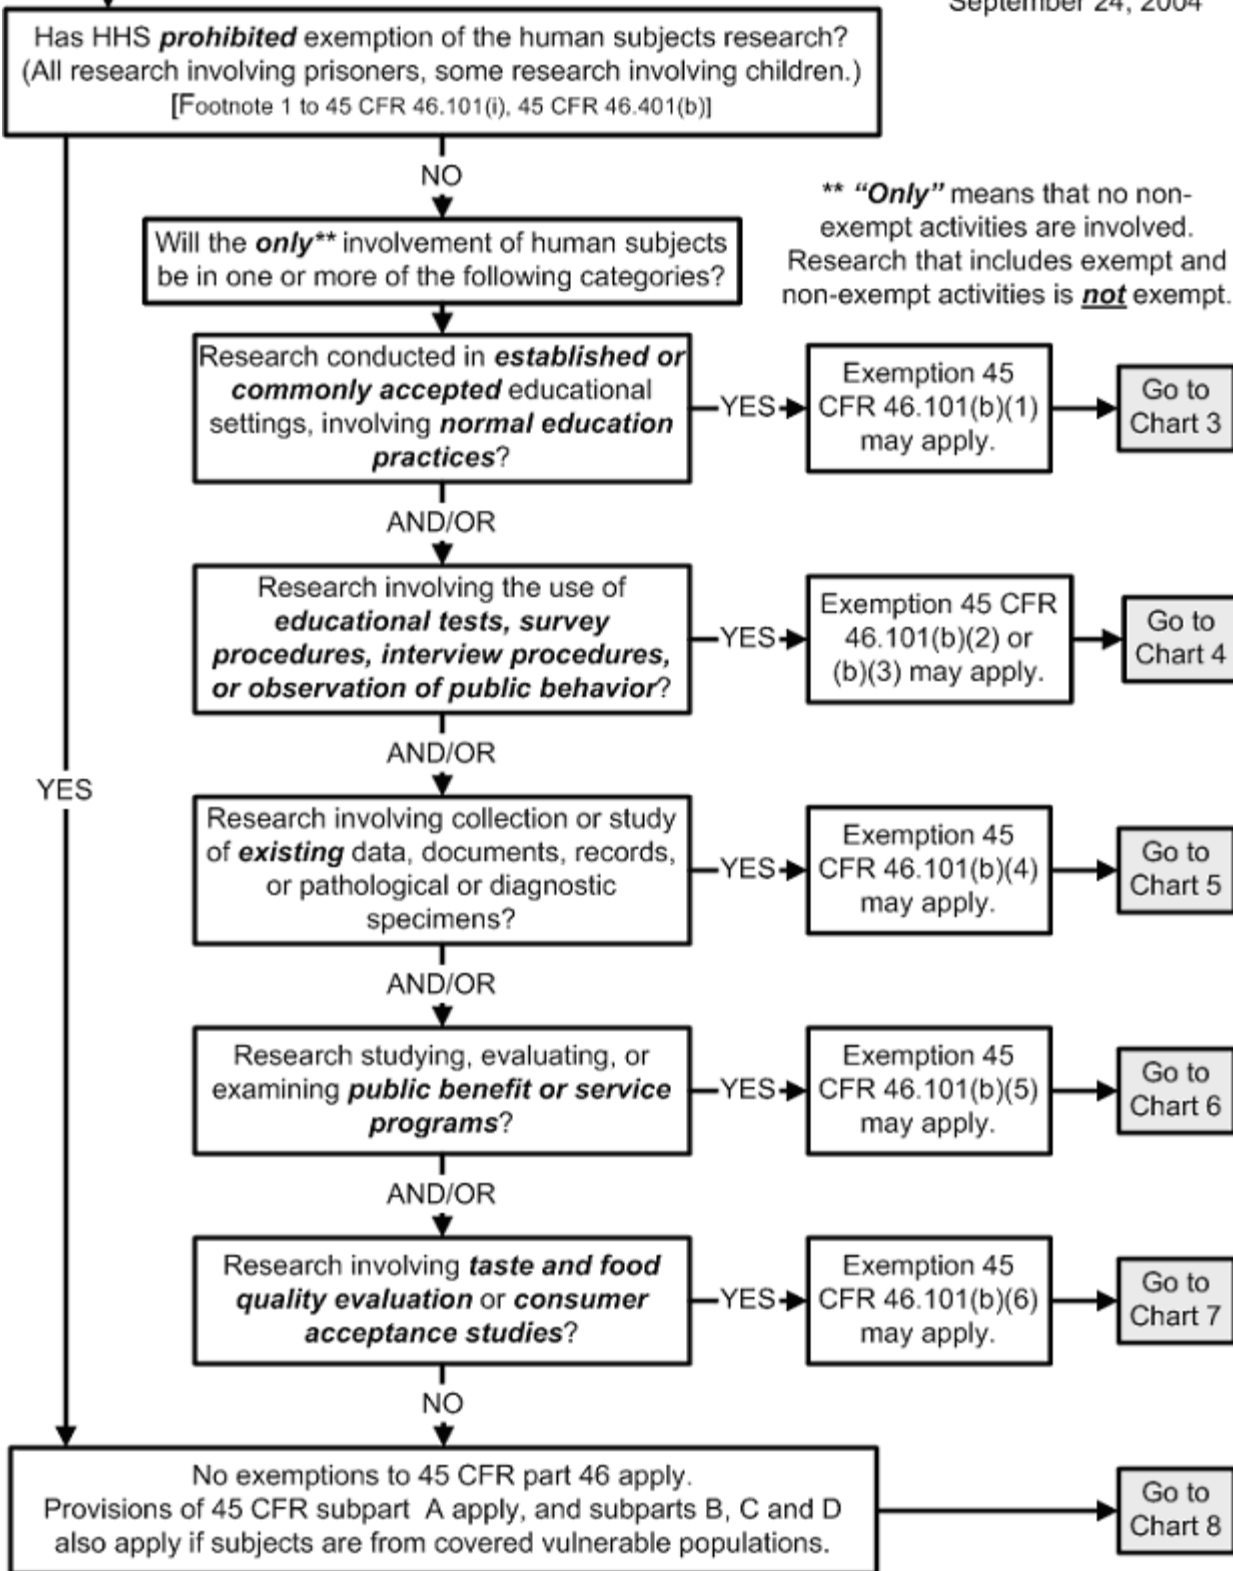 September 24, 2004
Has HHS prohibited exemption of the human subjects research?
(All research involving prisoners, some research involving children.)
[Footnote 1 to 45 CFR 46.101(i), 45 CFR 46.401(b)]
NO
** “Only” means that no non-
exempt activities are involved.
Research that includes exempt and
non-exempt activities is not exempt.
Will the only** involvement of human subjects
be in one or more of the following categories?
Research conducted in established or
commonly accepted educational
settings, involving normal education
practices?
YES
Exemption 45
CFR 46.101(b)(1)
may apply.
Go to
Chart 3
AND/OR
Research involving the use of
educational tests, survey
procedures, interview procedures,
or observation of public behavior?
YES
Exemption 45 CFR
46.101(b)(2) or
(b)(3) may apply.
Go to
Chart 4
AND/OR
YES
Research involving collection or study
of existing data, documents, records,
or pathological or diagnostic
specimens?
YES
Exemption 45
CFR 46.101(b)(4)
may apply.
Go to
Chart 5
AND/OR
Research studying, evaluating, or
examining public benefit or service
programs?
YES
Exemption 45
CFR 46.101(b)(5)
may apply.
Go to
Chart 6
AND/OR
Research involving taste and food
quality evaluation or consumer
acceptance studies?
YES
Exemption 45
CFR 46.101(b)(6)
may apply.
Go to
Chart 7
NO
No exemptions to 45 CFR part 46 apply.
Provisions of 45 CFR subpart A apply, and subparts B, C and D
also apply if subjects are from covered vulnerable populations.
Go to
Chart 8